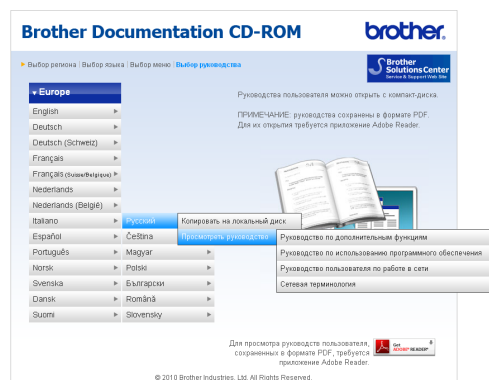 Brother Documentation CD-ROM
brother.
Выбор региона | Выбор языка | Выбор меню | Выбор руководства
Brother
Solutions Center
Service & Support Web Site
Europe
Руководства пользователя можно открыть с компакт-диска.
ПРИМЕЧАНИЕ: руководства сохранены в формате PDF.
Для их открытия требуется приложение Adobe Reader.
English
Deutsch
Deutsch (Schweiz)
Français
Français (Suisse/Belgique)
Nederlands
Nederlands (België)
Italiano
Español
Português
Norsk
Svenska
Dansk
Suomi
Русский
Čeština
Magyar
Polski
Български
Română
Slovensky
Копировать на локальный диск
Просмотреть руководство
Руководство по дополнительным функциям
Руководство по использованию программного обеспечения
Руководство пользователя по работе в сети
Сетевая терминология
Для просмотра руководств пользователя,
сохраненных в формате PDF, требуется
приложение Adobe Reader.
Get
ADOBE® READER®
© 2010 Brother Industries, Ltd. All Rights Reserved.